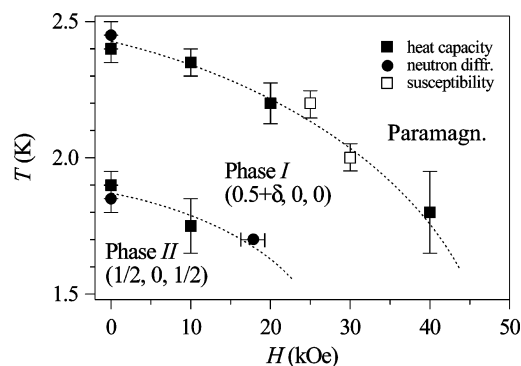 2.5
heat capacity
neutron diffr.
susceptibility
Paramagn.
T (K)
2.0
Phase I
(0.5+δ, 0, 0)
Phase II
(1/2, 0, 1/2)
1.5
0 10 20 30 40 50
H (kOe)